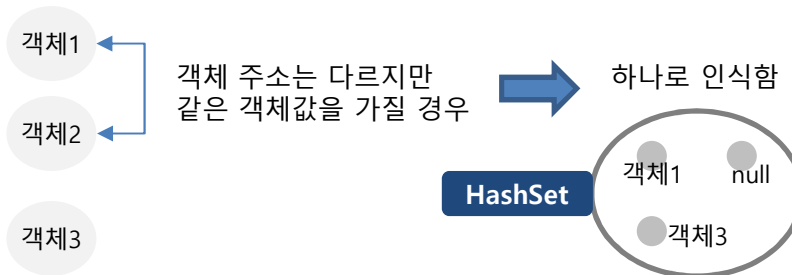 객체1
객체2
객체3
객체 주소는 다르지만
같은 객체값을 가질 경우
하나로 인식함
HashSet
객체1
null
객체3